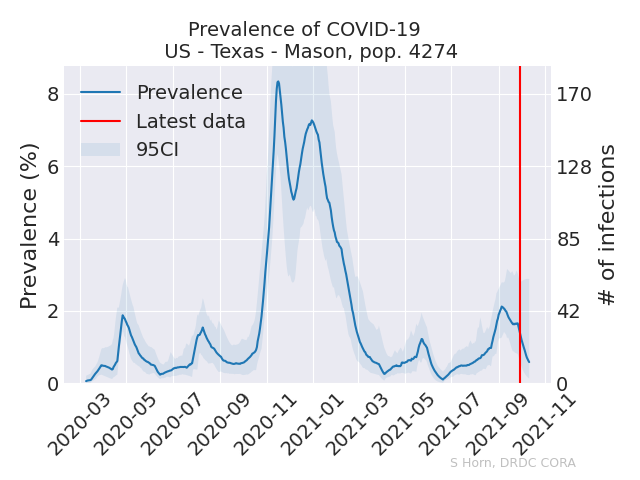 Prevalence of COVID-19
US - Texas - Mason, pop. 4274
Prevalence
Latest data
95CI
Prevalence (%)
8
6
4
2
0
# of infections
170
128
85
42
0
2020-03
2020-05
2020-07
2020-09
2020-11
2021-01
2021-03
2021-05
2021-07
2021-09
2021-11
S Horn, DRDC CORA